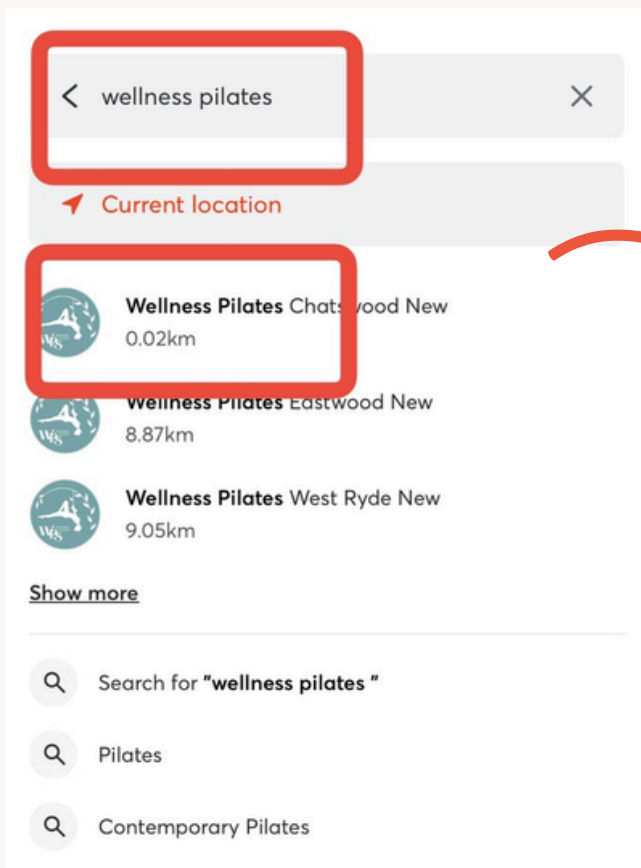 wellness pilates
Current location
Wellness Pilates Chatswood New
0.02km
Wellness Pilates Eastwood New
8.87km
Wellness Pilates West Ryde New
9.05km
Show more
Search for "wellness pilates "
Pilates
Contemporary Pilates